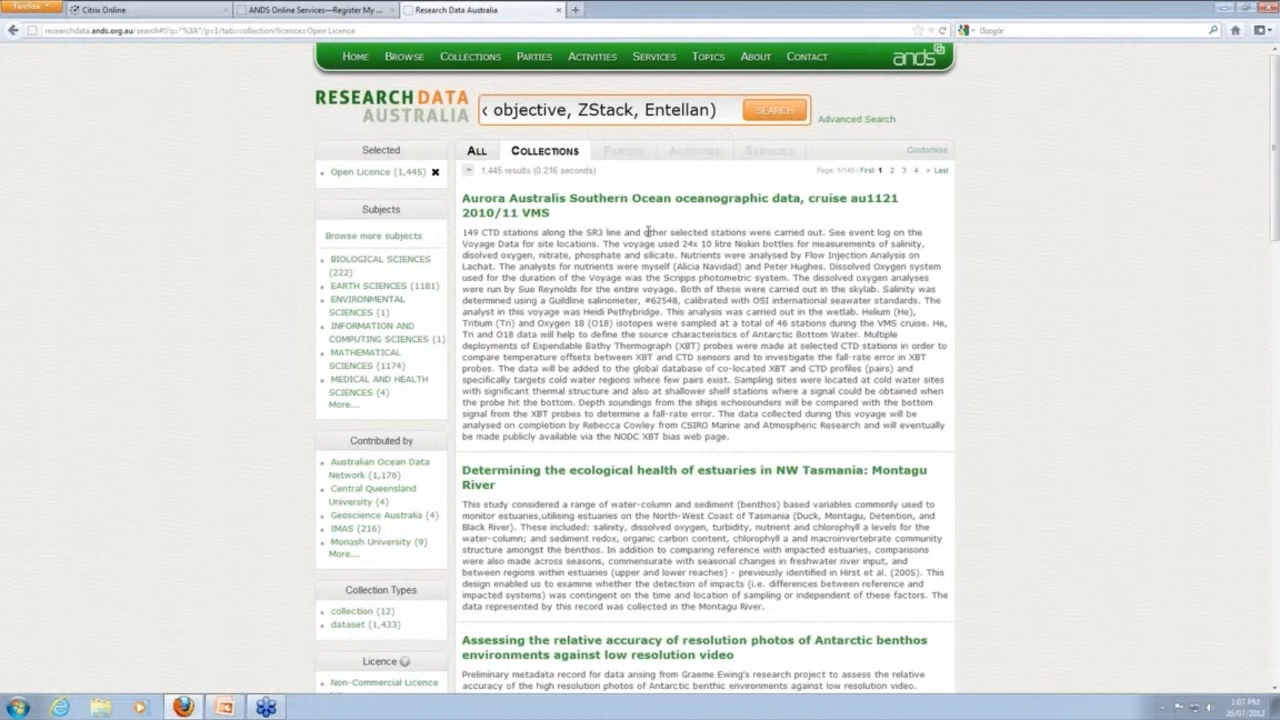 Firefox
Citrix Online
ANDS Online Services—Register My ...
Research Data Australia
researchdata.ands.org.au/search#!/q="%3A"/p=1/tab=collection/licence=Open Licence
Google
HOME BROWSE COLLECTIONS PARTIES ACTIVITIES SERVICES TOPICS ABOUT CONTACT
ands
RESEARCH DATA
AUSTRALIA
‹ objective, ZStack, Entellan)
SEARCH
Advanced Search
Selected
Open Licence (1,445)
Subjects
Browse more subjects
BIOLOGICAL SCIENCES
(222)
EARTH SCIENCES (1181)
ENVIRONMENTAL
SCIENCES (1)
INFORMATION AND
COMPUTING SCIENCES (1)
MATHEMATICAL
SCIENCES (1174)
MEDICAL AND HEALTH
SCIENCES (4)
More...
Contributed by
Australian Ocean Data
Network (1,176)
Central Queensland
University (4)
Geoscience Australia (4)
IMAS (216)
Monash University (9)
More...
Collection Types
collection (12)
dataset (1,433)
Licence
Non-Commercial Licence
ALL COLLECTIONS PARTIES ACTIVITIES SERVICES
Customise
1,445 results (0.216 seconds)
Page: 1/145 First 1 2 3 4 > Last
Aurora Australis Southern Ocean oceanographic data, cruise au1121
2010/11 VMS
149 CTD stations along the SR3 line and other selected stations were carried out. See event log on the
Voyage Data for site locations. The voyage used 24x 10 litre Niskin bottles for measurements of salinity,
disolved oxygen, nitrate, phosphate and silicate. Nutrients were analysed by Flow Injection Analysis on
Lachat. The analysts for nutrients were myself (Alicia Navidad) and Peter Hughes. Dissolved Oxygen system
used for the duration of the Voyage was the Scripps photometric system. The dissolved oxygen analyses
were run by Sue Reynolds for the entire voyage. Both of these were carried out in the skylab. Salinity was
determined using a Guildline salinometer, #62548, calibrated with OSI international seawater standards. The
analyst in this voyage was Heidi Pethybridge. This analysis was carried out in the wetlab. Helium (He),
Tritium (Tri) and Oxygen 18 (O18) isotopes were sampled at a total of 46 stations during the VMS cruise. He,
Tri and O18 data will help to define the source characteristics of Antarctic Bottom Water. Multiple
deployments of Expendable Bathy Thermograph (XBT) probes were made at selected CTD stations in order to
compare temperature offsets between XBT and CTD sensors and to investigate the fall-rate error in XBT
probes. The data will be added to the global database of co-located XBT and CTD profiles (pairs) and
specifically targets cold water regions where few pairs exist. Sampling sites were located at cold water sites
with significant thermal structure and also at shallower shelf stations where a signal could be obtained when
the probe hit the bottom. Depth soundings from the ships echosounders will be compared with the bottom
signal from the XBT probes to determine a fall-rate error. The data collected during this voyage will be
analysed on completion by Rebecca Cowley from CSIRO Marine and Atmospheric Research and will eventually
be made publicly available via the NODC XBT bias web page.
Determining the ecological health of estuaries in NW Tasmania: Montagu
River
This study considered a range of water-column and sediment (benthos) based variables commonly used to
monitor estuaries,utilising estuaries on the North-West Coast of Tasmania (Duck, Montagu, Detention, and
Black River). These included: salinity, dissolved oxygen, turbidity, nutrient and chlorophyll a levels for the
water-column; and sediment redox, organic carbon content, chlorophyll a and macroinvertebrate community
structure amongst the benthos. In addition to comparing reference with impacted estuaries, comparisons
were also made across seasons, commensurate with seasonal changes in freshwater river input, and
between regions within estuaries (upper and lower reaches) - previously identified in Hirst et al. (2005). This
design enabled us to examine whether the detection of impacts (i.e. differences between reference and
impacted systems) was contingent on the time and location of sampling or independent of these factors. The
data represented by this record was collected in the Montagu River.
Assessing the relative accuracy of resolution photos of Antarctic benthos
environments against low resolution video
Preliminary metadata record for data arising from Graeme Ewing's research project to assess the relative
accuracy of the high resolution photos of Antarctic benthic environments against low resolution video.
1:07 PM
26/07/2012